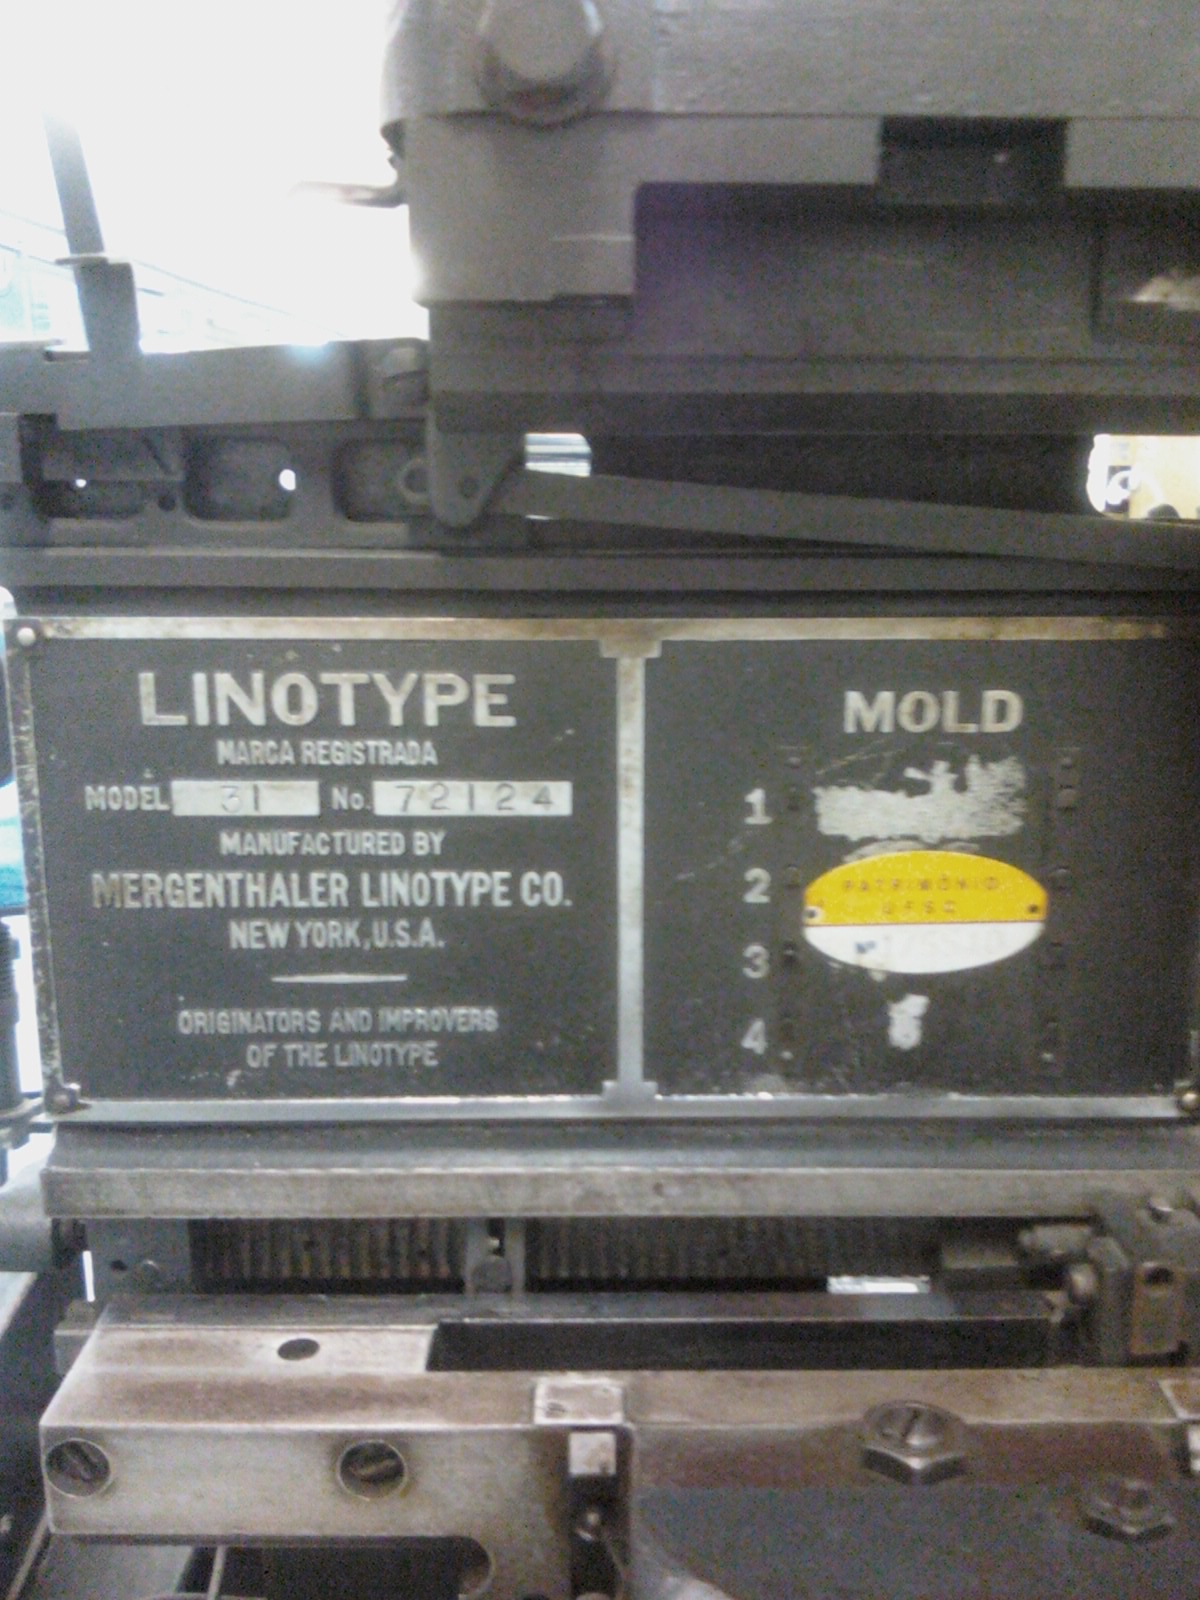 LINOTYPE
MARCA REGISTRADA
MODEL 31 No. 72124
MANUFACTURED BY
MERGENTHALER LINOTYPE CO.
NEW YORK, U.S.A.
ORIGINATORS AND IMPROVERS
OF THE LINOTYPE
MOLD
1
2
3
4
PATRIMÔNIO
UFSC
Nº